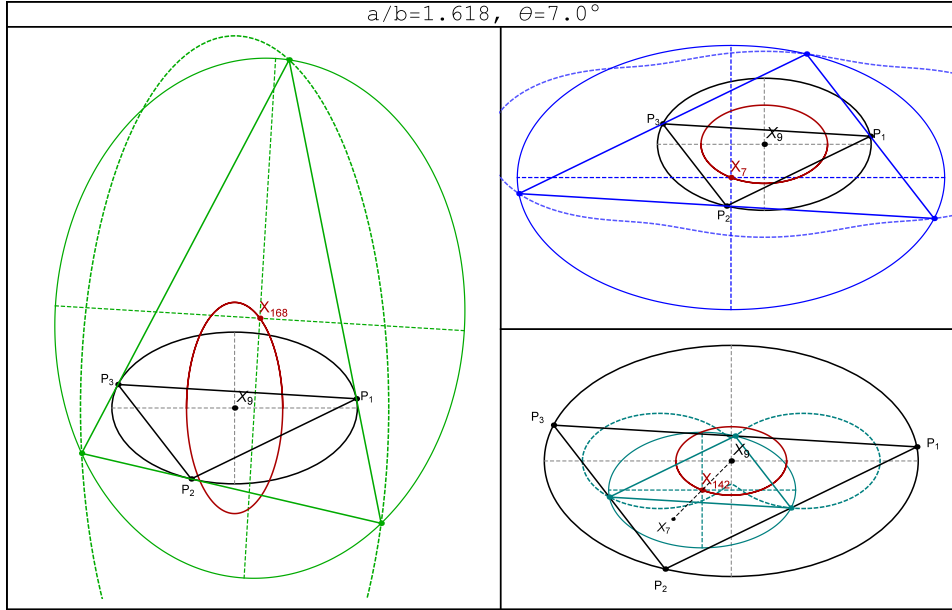 a/b=1.618, θ=7.0°
X₁₆₈
P₃
X₉
P₁
P₂
P₃
X₉
P₁
X₇
P₂
P₃
P₁
X₉
X₁₄₂
X₇
P₂